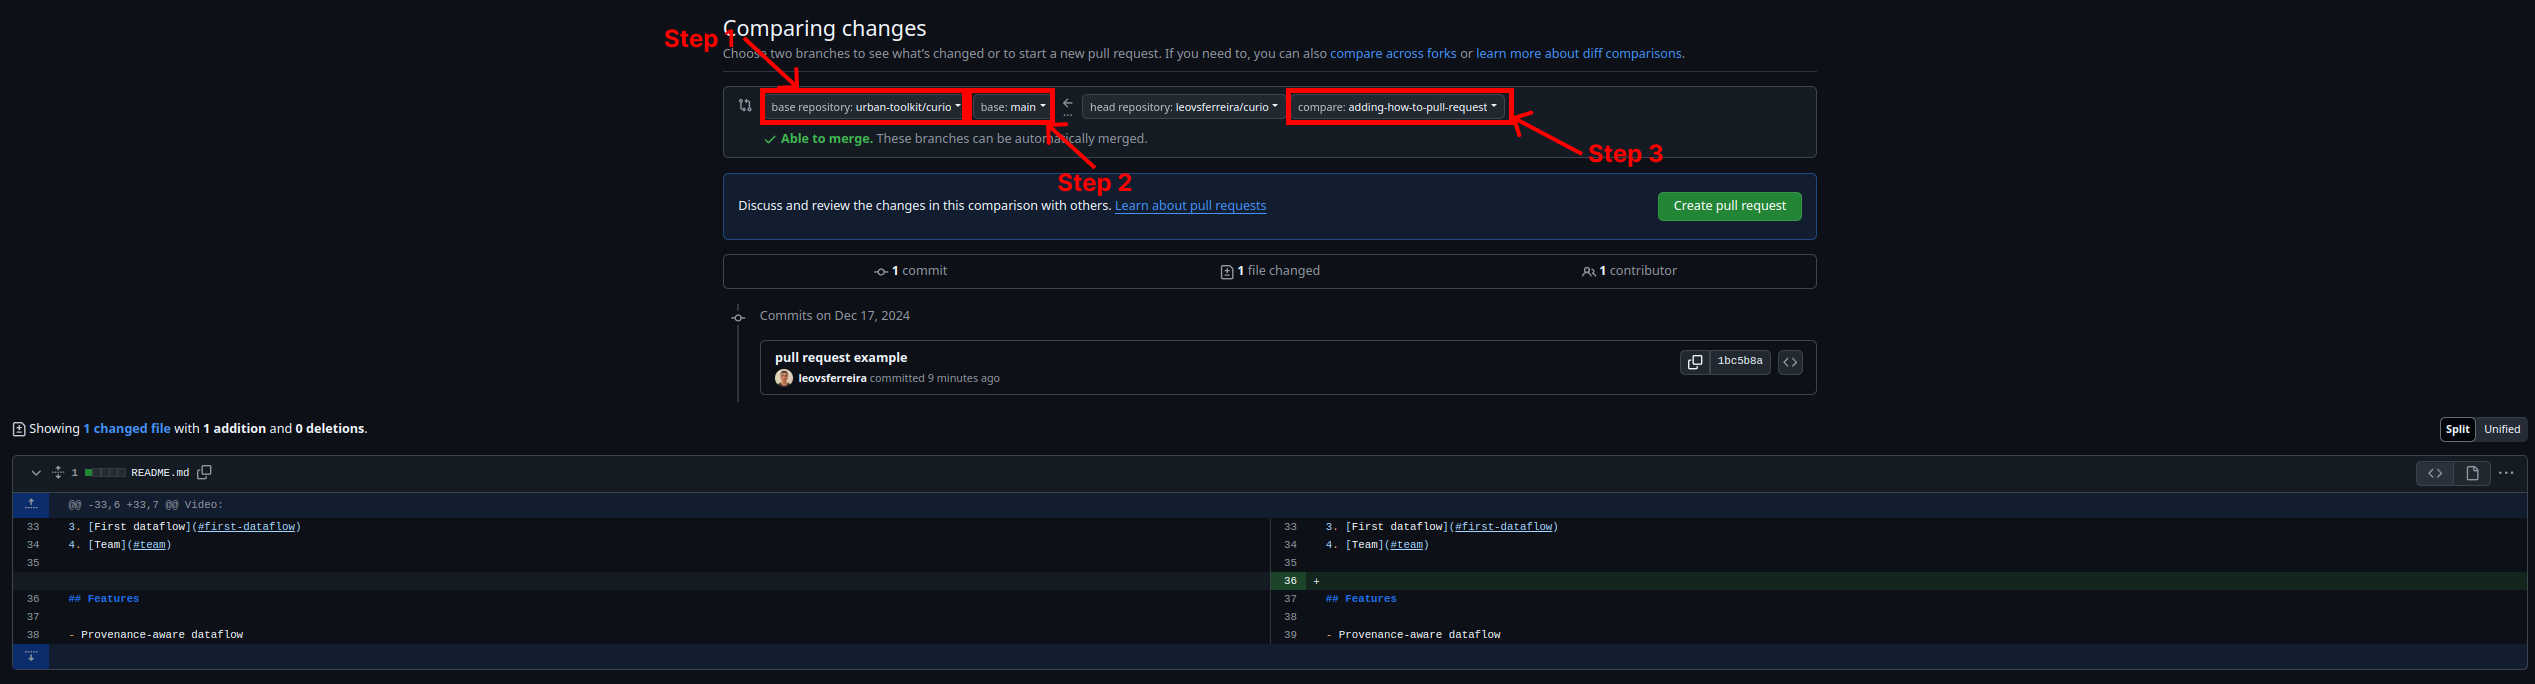 Comparing changes
Step 1
Choose two branches to see what's changed or to start a new pull request. If you need to, you can also compare across forks or learn more about diff comparisons.
base repository: urban-toolkit/curio base: main head repository: leovsferreira/curio compare: adding-how-to-pull-request
Able to merge. These branches can be automatically merged.
Step 3
Step 2
Discuss and review the changes in this comparison with others. Learn about pull requests
Create pull request
1 commit 1 file changed 1 contributor
Commits on Dec 17, 2024
pull request example
1bc5b8a
leovsferreira committed 9 minutes ago
Showing 1 changed file with 1 addition and 0 deletions.
Split Unified
1 README.md
@@ -33,6 +33,7 @@ Video:
33 3. [First dataflow](#first-dataflow) 33 3. [First dataflow](#first-dataflow)
34 4. [Team](#team) 34 4. [Team](#team)
35 35
36 +
36 ## Features 37 ## Features
37 38
38 - Provenance-aware dataflow 39 - Provenance-aware dataflow